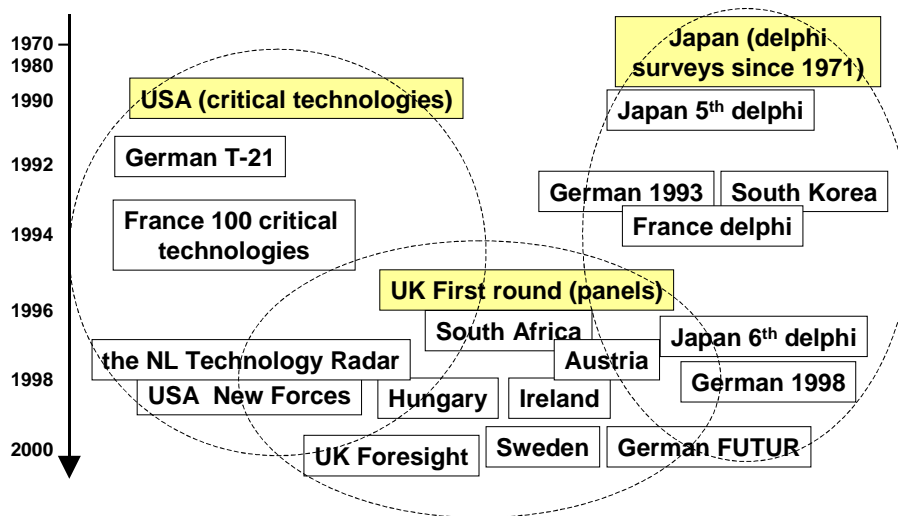 1970
1980
1990
1992
1994
1996
1998
2000
Japan (delphi
surveys since 1971)
USA (critical technologies)
Japan 5th delphi
German T-21
German 1993
South Korea
France 100 critical
technologies
France delphi
UK First round (panels)
South Africa
Japan 6th delphi
the NL Technology Radar
Austria
USA  New Forces
Hungary
Ireland
German 1998
UK Foresight
Sweden
German FUTUR